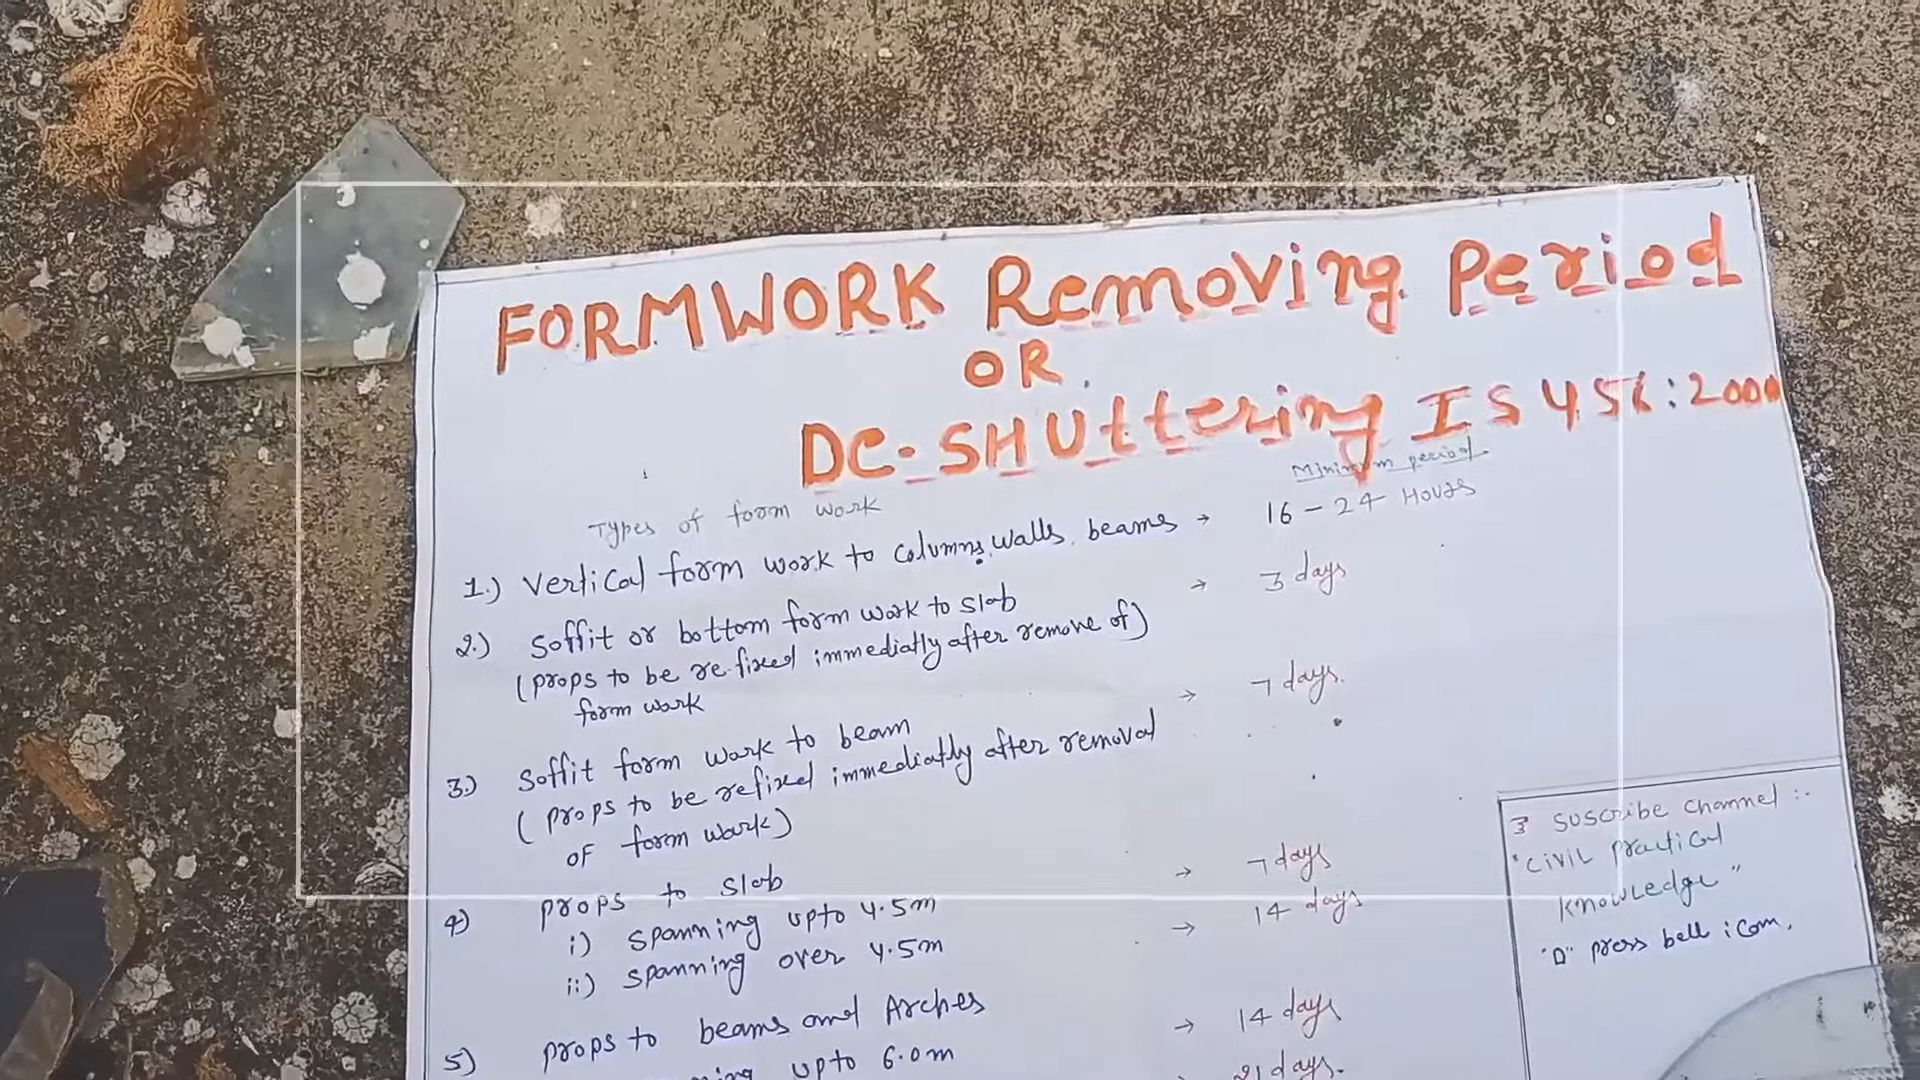 FORMWORK Removing Period
OR
DE-SHUttering IS 456:2000
Types of form work
Minimum period
1.) Vertical form work to columns, walls, beams → 16 - 24 Hours
2.) Soffit or bottom form work to slab → 3 days
(props to be re-fixed immediatly after remove of)
form work
3.) Soffit form work to beam → 7 days.
(props to be refixed immediatly after removal
of form work)
4) props to slab
i) spanning upto 4.5m → 7 days
ii) spanning over 4.5m → 14 days
5) props to beams and Arches
upto 6.0m → 14 days
21 days.
suscribe channel :-
"civil practical
knowledge"
"D" press bell icom.